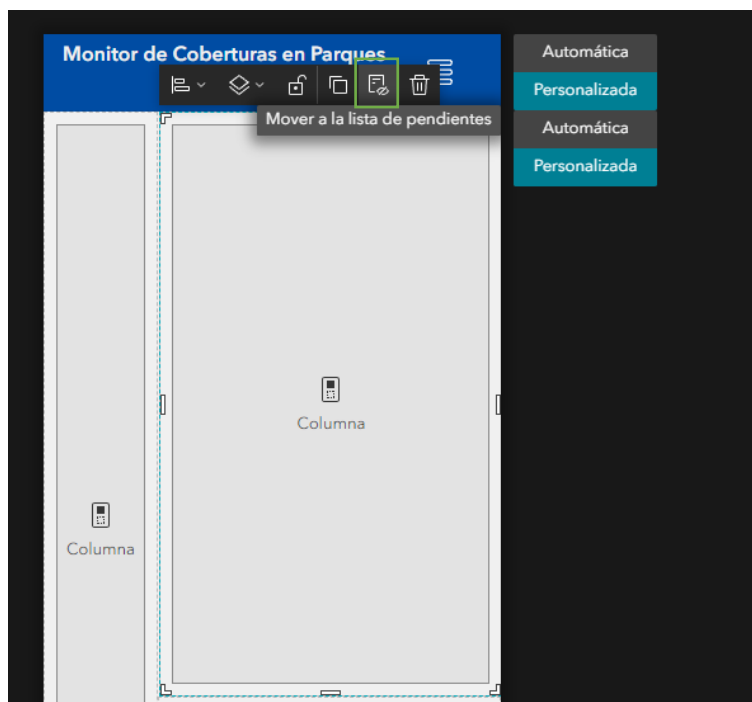 Monitor de Coberturas en Parques
Automática
Personalizada
Mover a la lista de pendientes
Automática
Personalizada
Columna
Columna